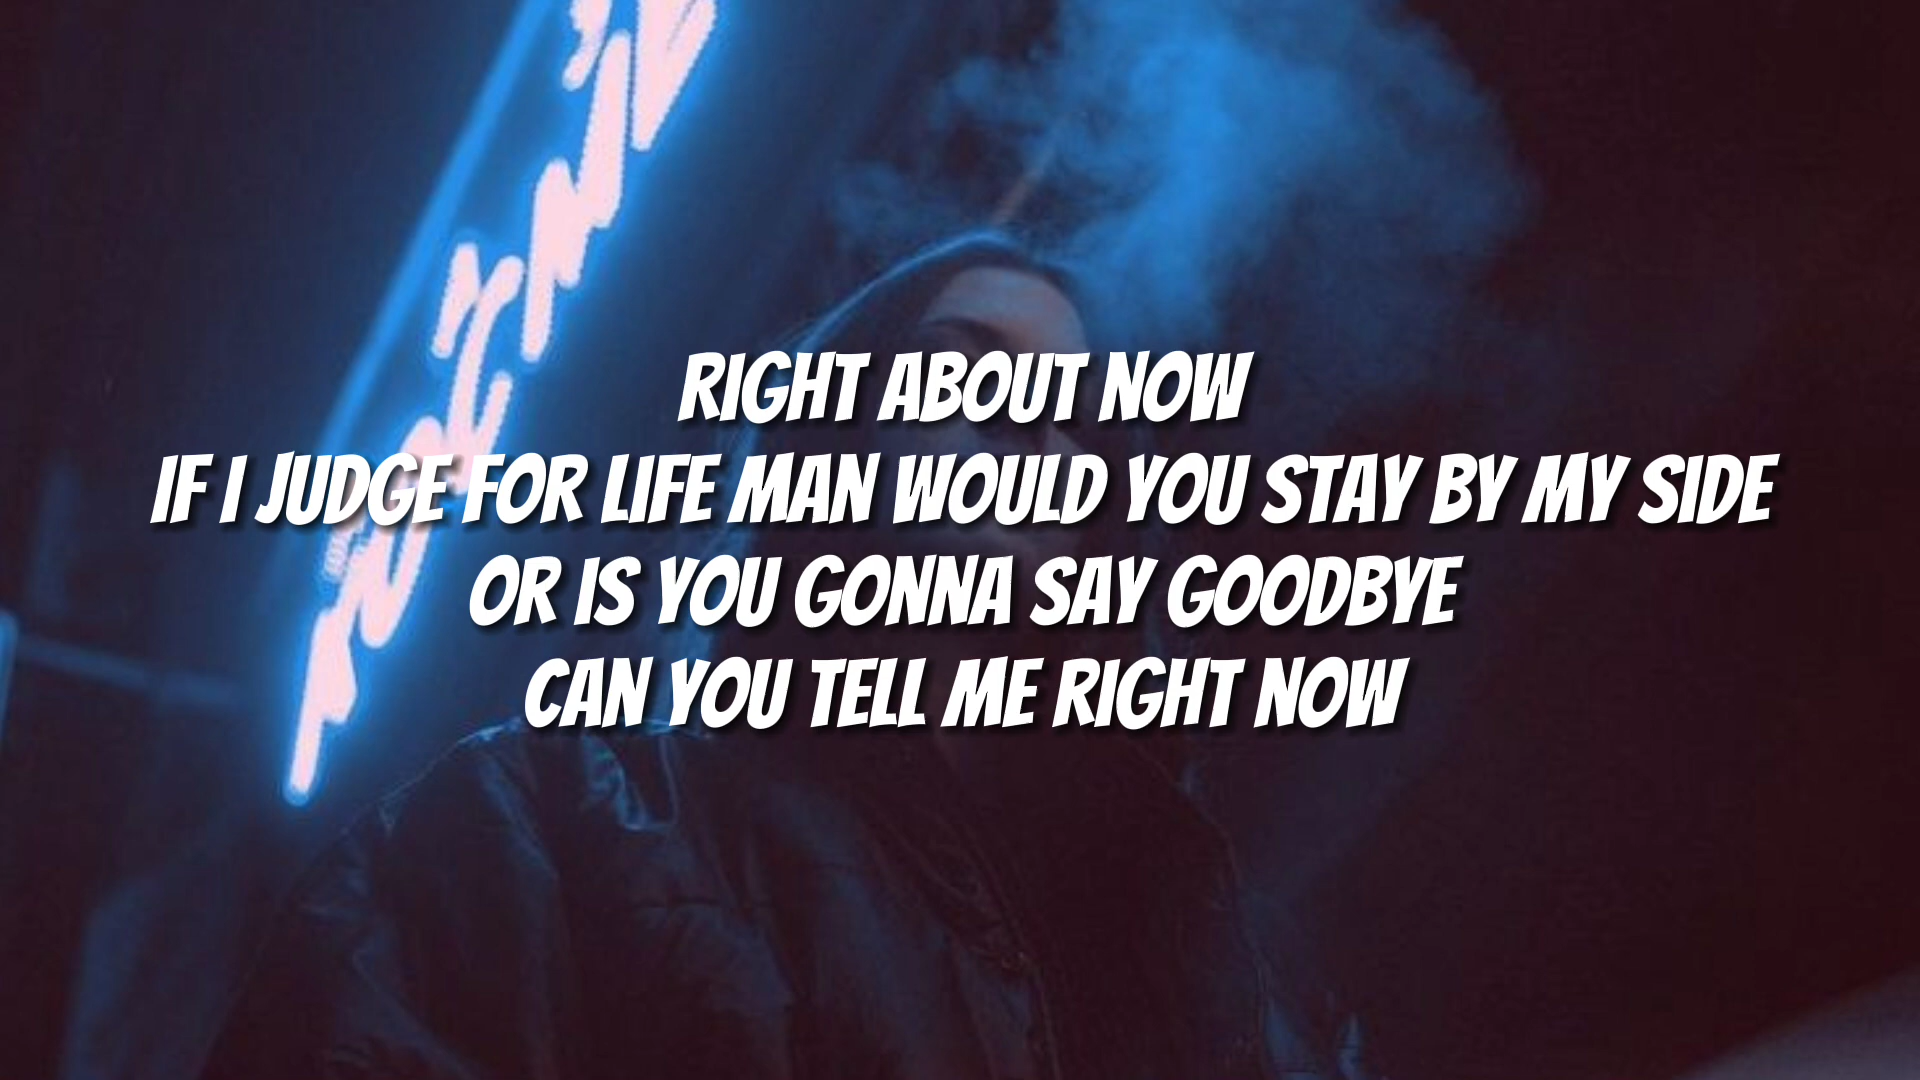 RIGHT ABOUT NOW
IF I JUDGE FOR LIFE MAN WOULD YOU STAY BY MY SIDE
OR IS YOU GONNA SAY GOODBYE
CAN YOU TELL ME RIGHT NOW